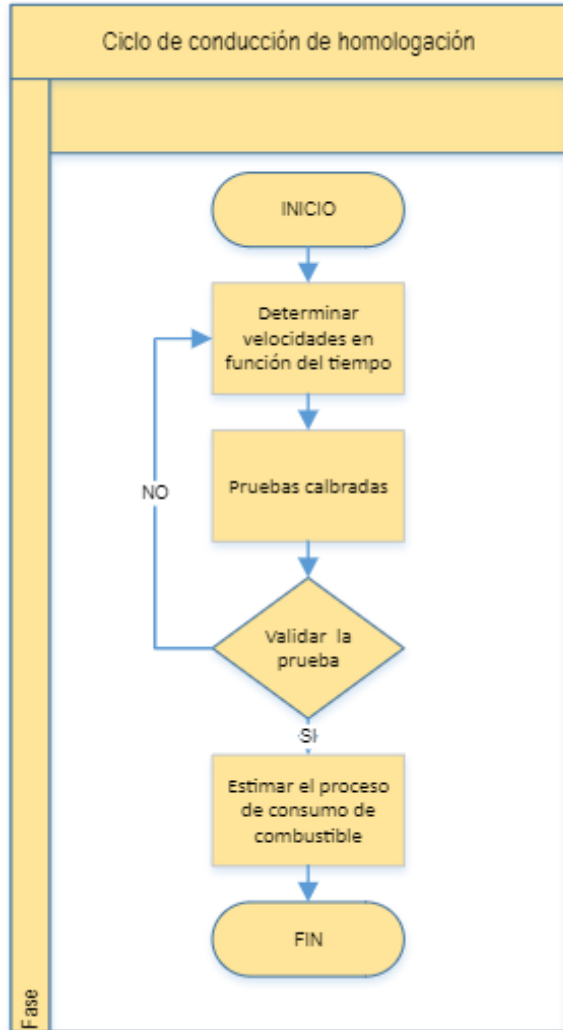 Ciclo de conducción de homologación
INICIO
Determinar
velocidades en
función del tiempo
Pruebas calbradas
NO
Validar la
prueba
SI
Estimar el proceso
de consumo de
combustible
FIN
Fase